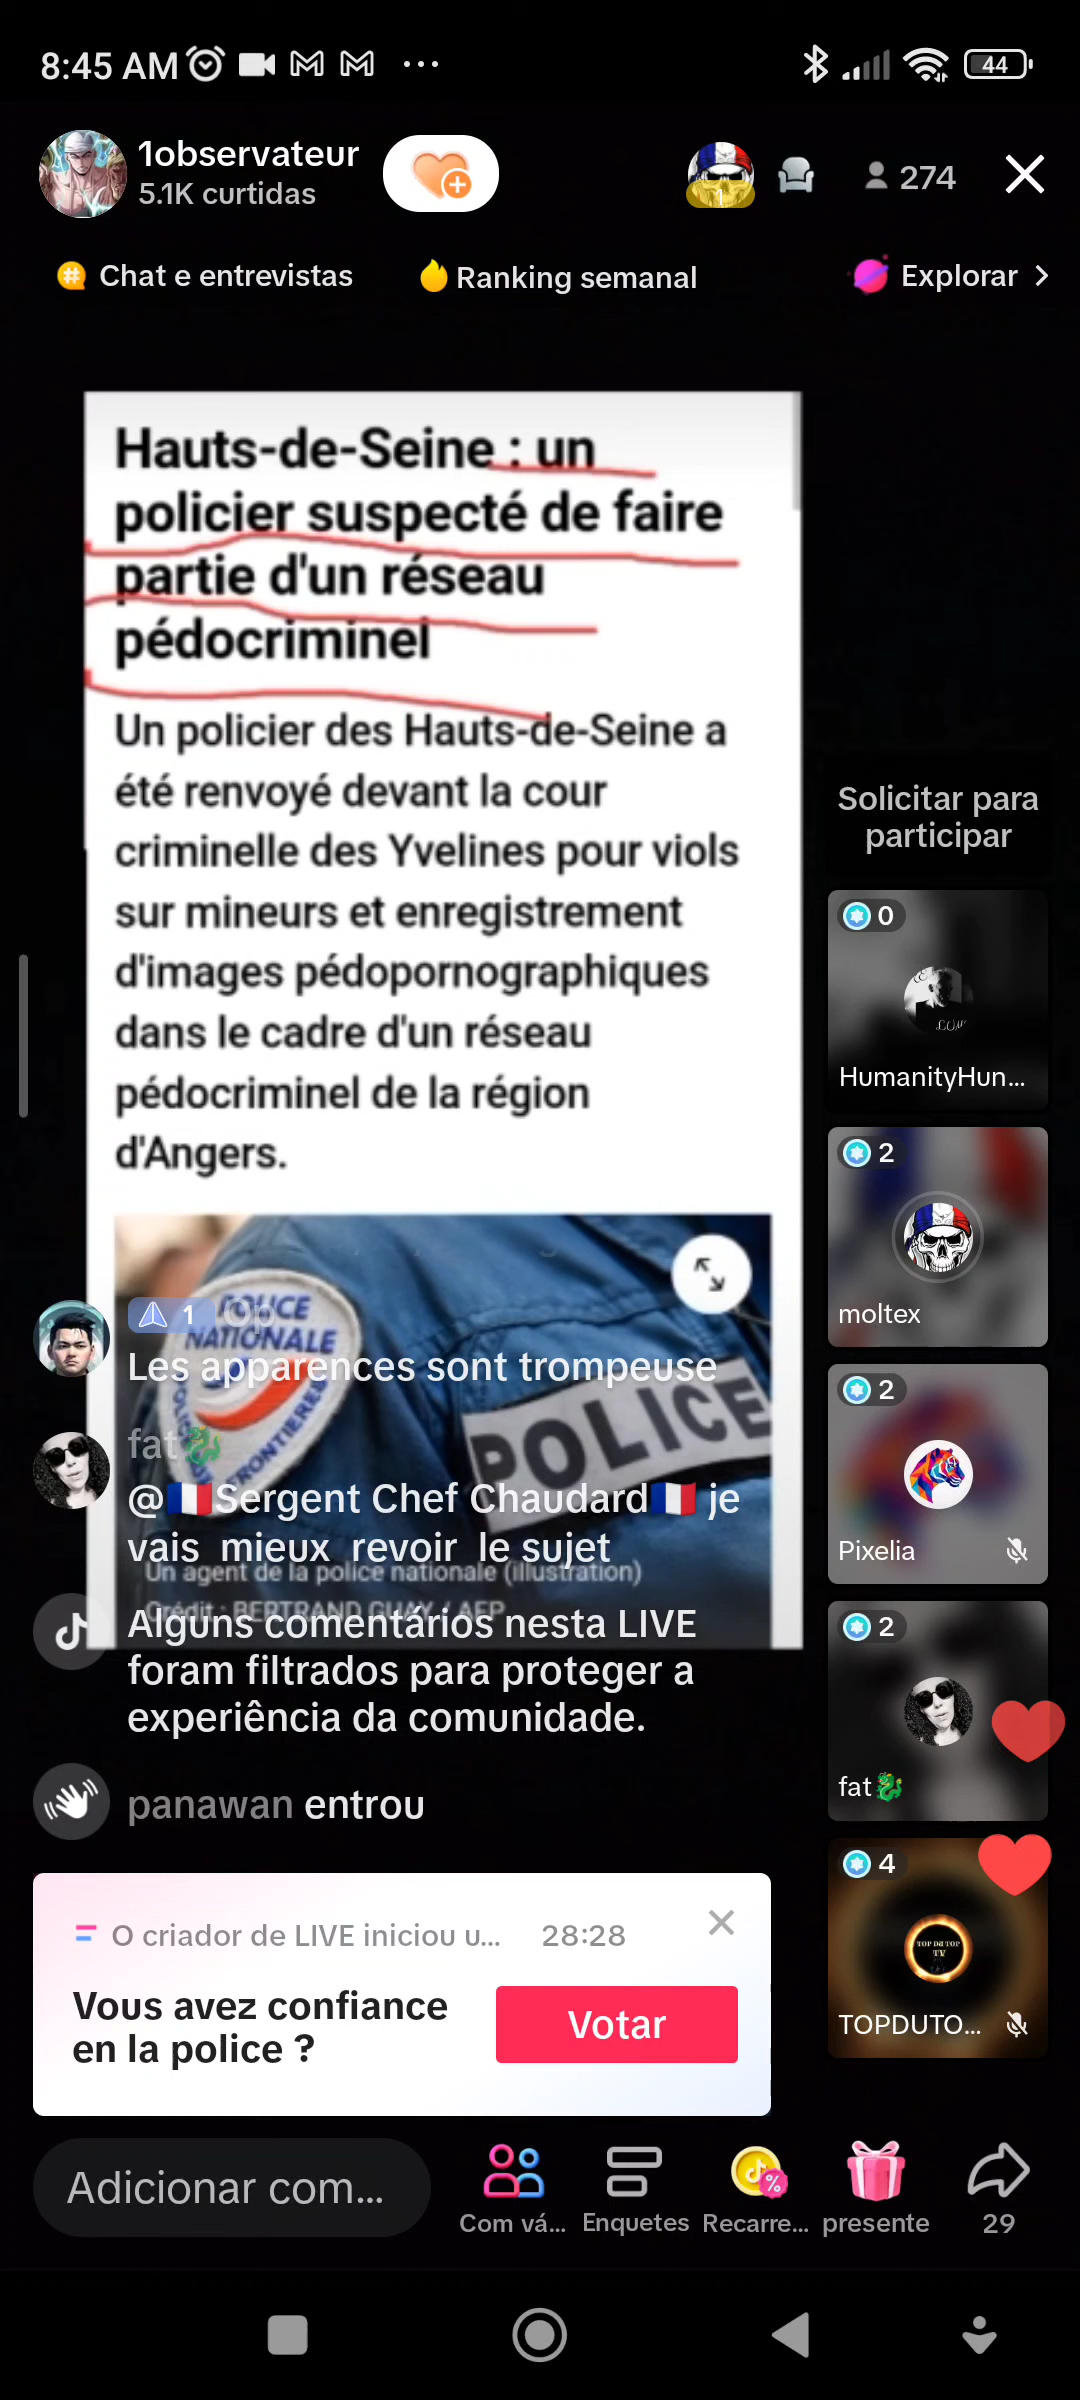 8:45 AM
44
1observateur
5.1K curtidas
1
274
Chat e entrevistas
Ranking semanal
Explorar
Hauts-de-Seine : un
policier suspecté de faire
partie d'un réseau
pédocriminel
Un policier des Hauts-de-Seine a
été renvoyé devant la cour
criminelle des Yvelines pour viols
sur mineurs et enregistrement
d'images pédopornographiques
dans le cadre d'un réseau
pédocriminel de la région
d'Angers.
Solicitar para
participar
0
HumanityHun...
2
moltex
2
Pixelia
2
fat🐉
4
TOP DU TOP
TV
TOPDUTO...
POLICE
NATIONALE
POLICE
1 Op
Les apparences sont trompeuse
fat🐉
@🇫🇷Sergent Chef Chaudard🇫🇷 je
vais mieux revoir le sujet
Un agent de la police nationale (illustration)
Crédit : BERTRAND GUAY / AFP
Alguns comentários nesta LIVE
foram filtrados para proteger a
experiência da comunidade.
panawan entrou
O criador de LIVE iniciou u... 28:28
Vous avez confiance
en la police ?
Votar
Adicionar com...
Com vá...
Enquetes
Recarre...
presente
29